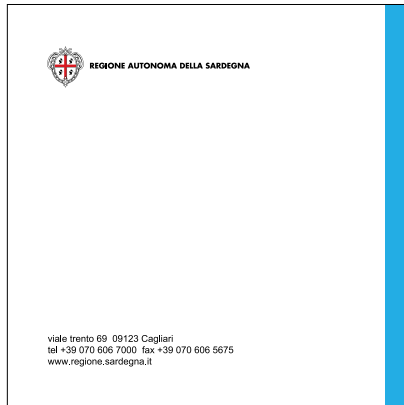 REGIONE AUTONOMA DELLA SARDEGNA
viale trento 69 09123 Cagliari
tel +39 070 606 7000 fax +39 070 606 5675
www.regione.sardegna.it